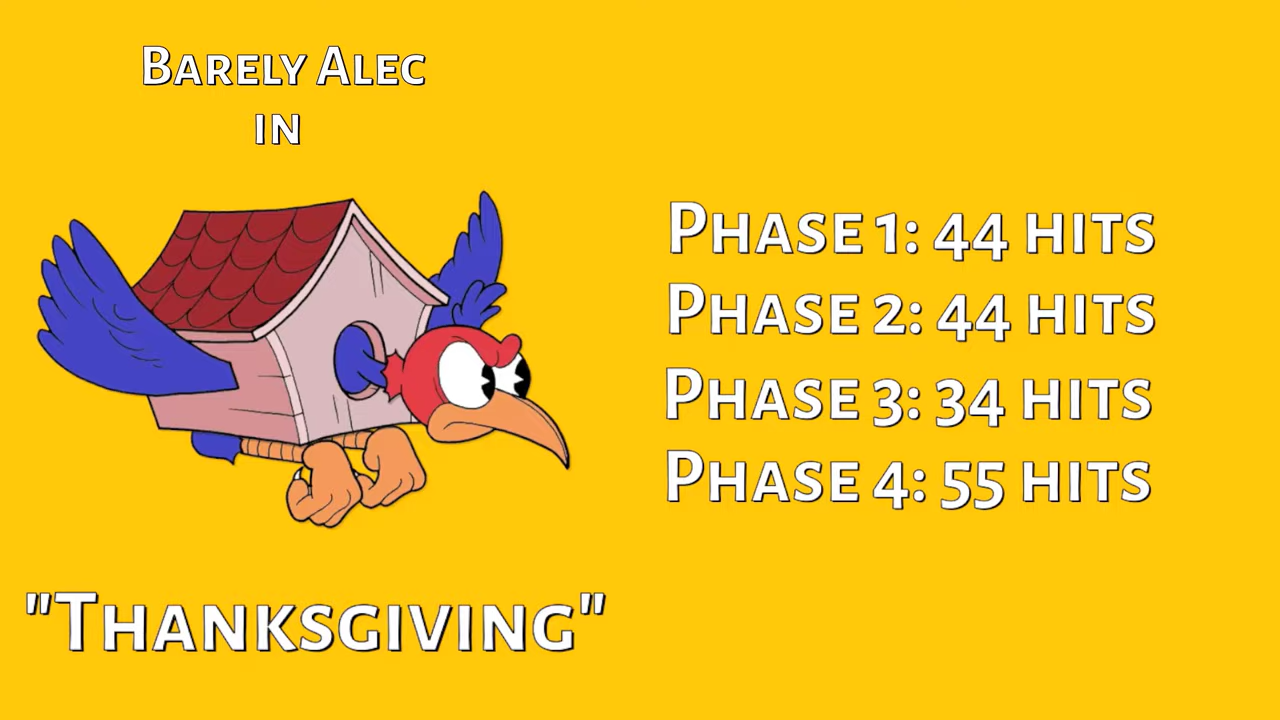 Barely Alec
in
"Thanksgiving"
Phase 1: 44 hits
Phase 2: 44 hits
Phase 3: 34 hits
Phase 4: 55 hits